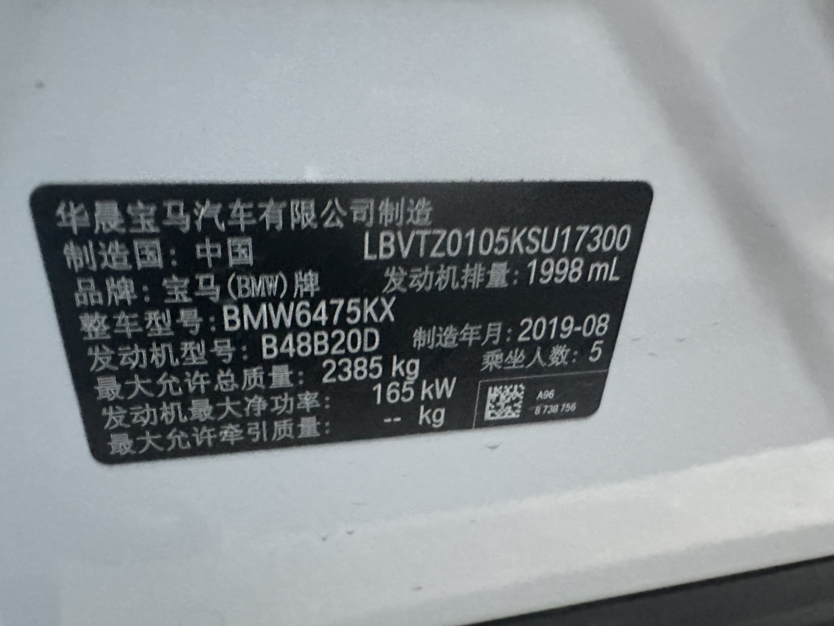 华晨宝马汽车有限公司制造
制造国: 中国 LBVTZ0105KSU17300
品牌: 宝马(BMW)牌 发动机排量: 1998 mL
整车型号: BMW6475KX
发动机型号: B48B20D 制造年月: 2019-08
最大允许总质量: 2385 kg 乘坐人数: 5
发动机最大净功率: 165 kW
最大允许牵引质量: -- kg
A96
8 738 756